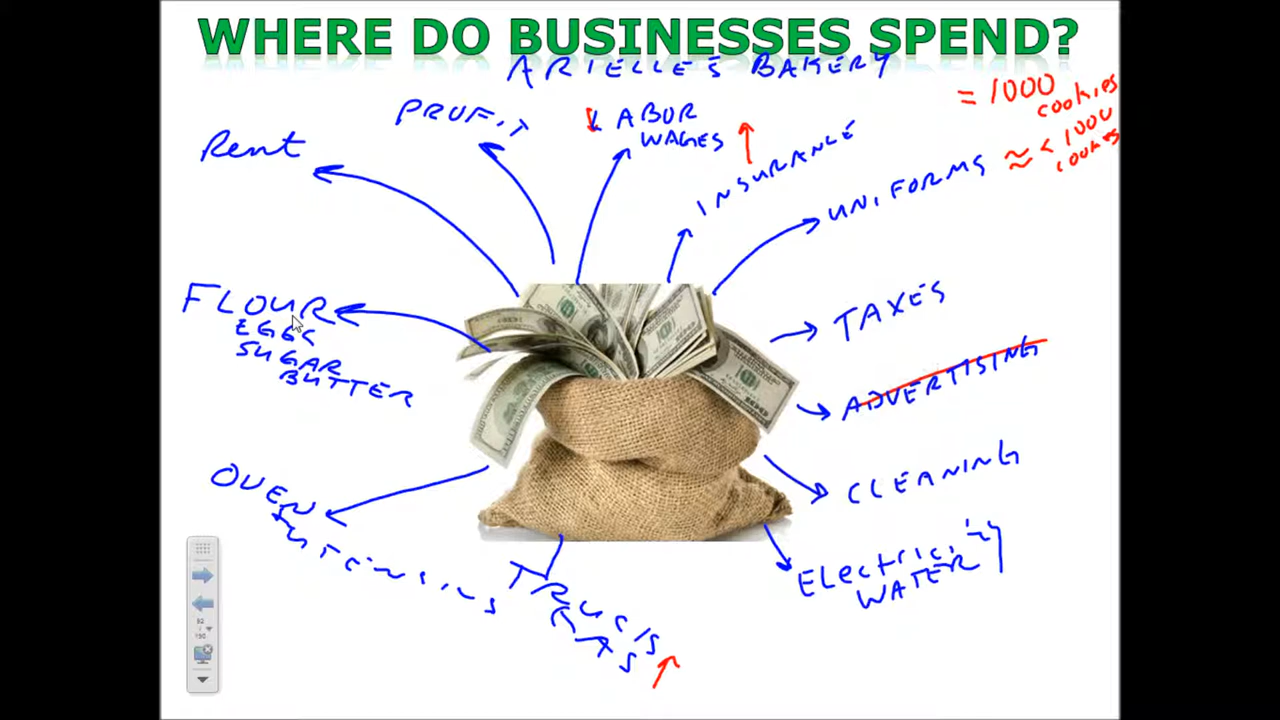 WHERE DO BUSINESSES SPEND?
ARIELLE'S BAKERY
= 1000
cookies
PROFIT
LABOR
WAGES
Rent
INSURANCE
UNIFORMS ≈ < 1000
cookies
FLOUR
EGGS
SUGAR
BUTTER
TAXES
ADVERTISING
OVEN
UTENSILS
CLEANING
TRUCKS
GAS
Electricity
WATER